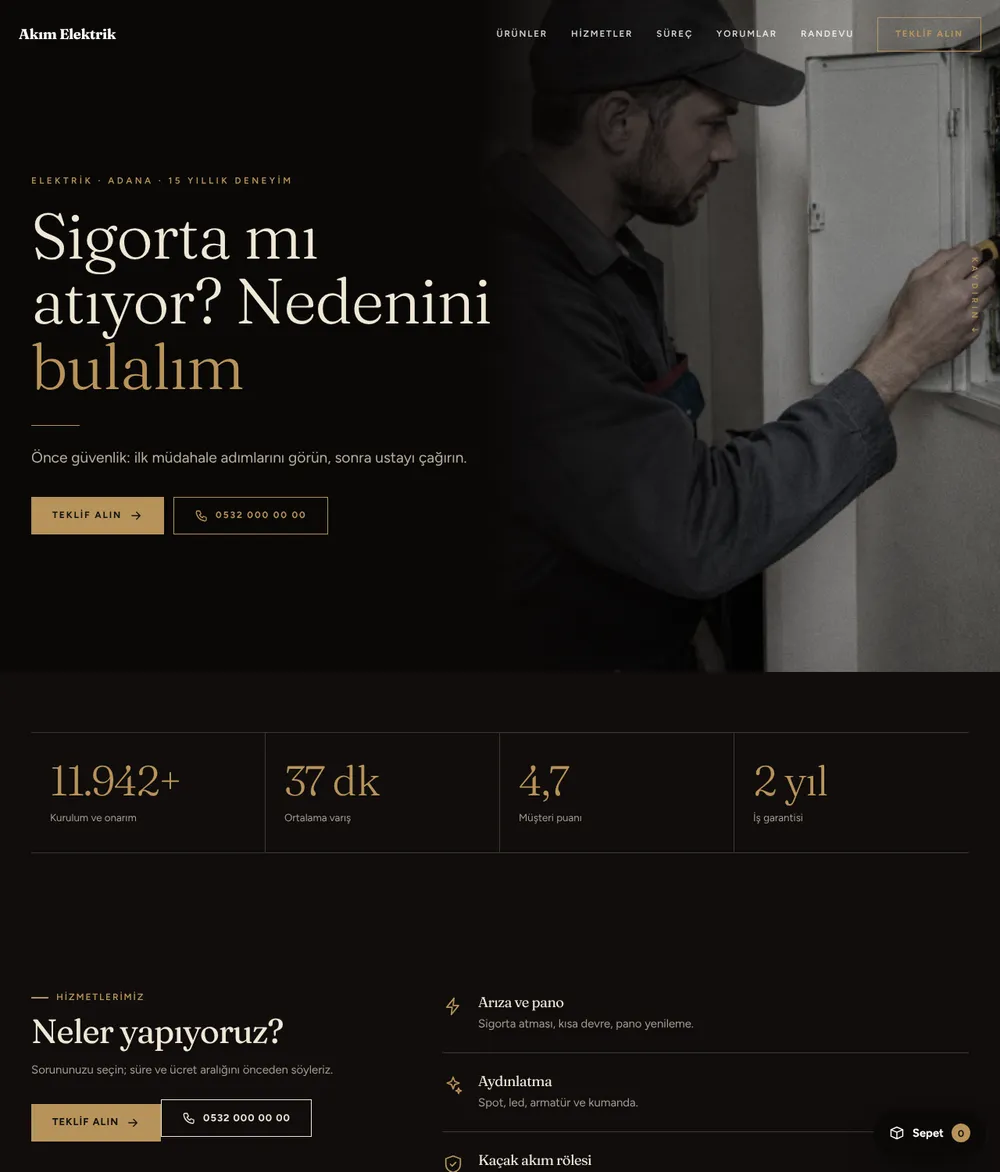 Akım Elektrik
ÜRÜNLER
HİZMETLER
SÜREÇ
YORUMLAR
RANDEVU
TEKLİF ALIN
ELEKTRİK · ADANA · 15 YILLIK DENEYİM
Sigorta mı
atıyor? Nedenini
bulalım
Önce güvenlik: ilk müdahale adımlarını görün, sonra ustayı çağırın.
TEKLİF ALIN →
0532 000 00 00
KAYDIRIN ↓
11.942+
Kurulum ve onarım
37 dk
Ortalama varış
4,7
Müşteri puanı
2 yıl
İş garantisi
HİZMETLERİMİZ
Neler yapıyoruz?
Sorununuzu seçin; süre ve ücret aralığını önceden söyleriz.
TEKLİF ALIN →
0532 000 00 00
Arıza ve pano
Sigorta atması, kısa devre, pano yenileme.
Aydınlatma
Spot, led, armatür ve kumanda.
Kaçak akım rölesi
Sepet 0